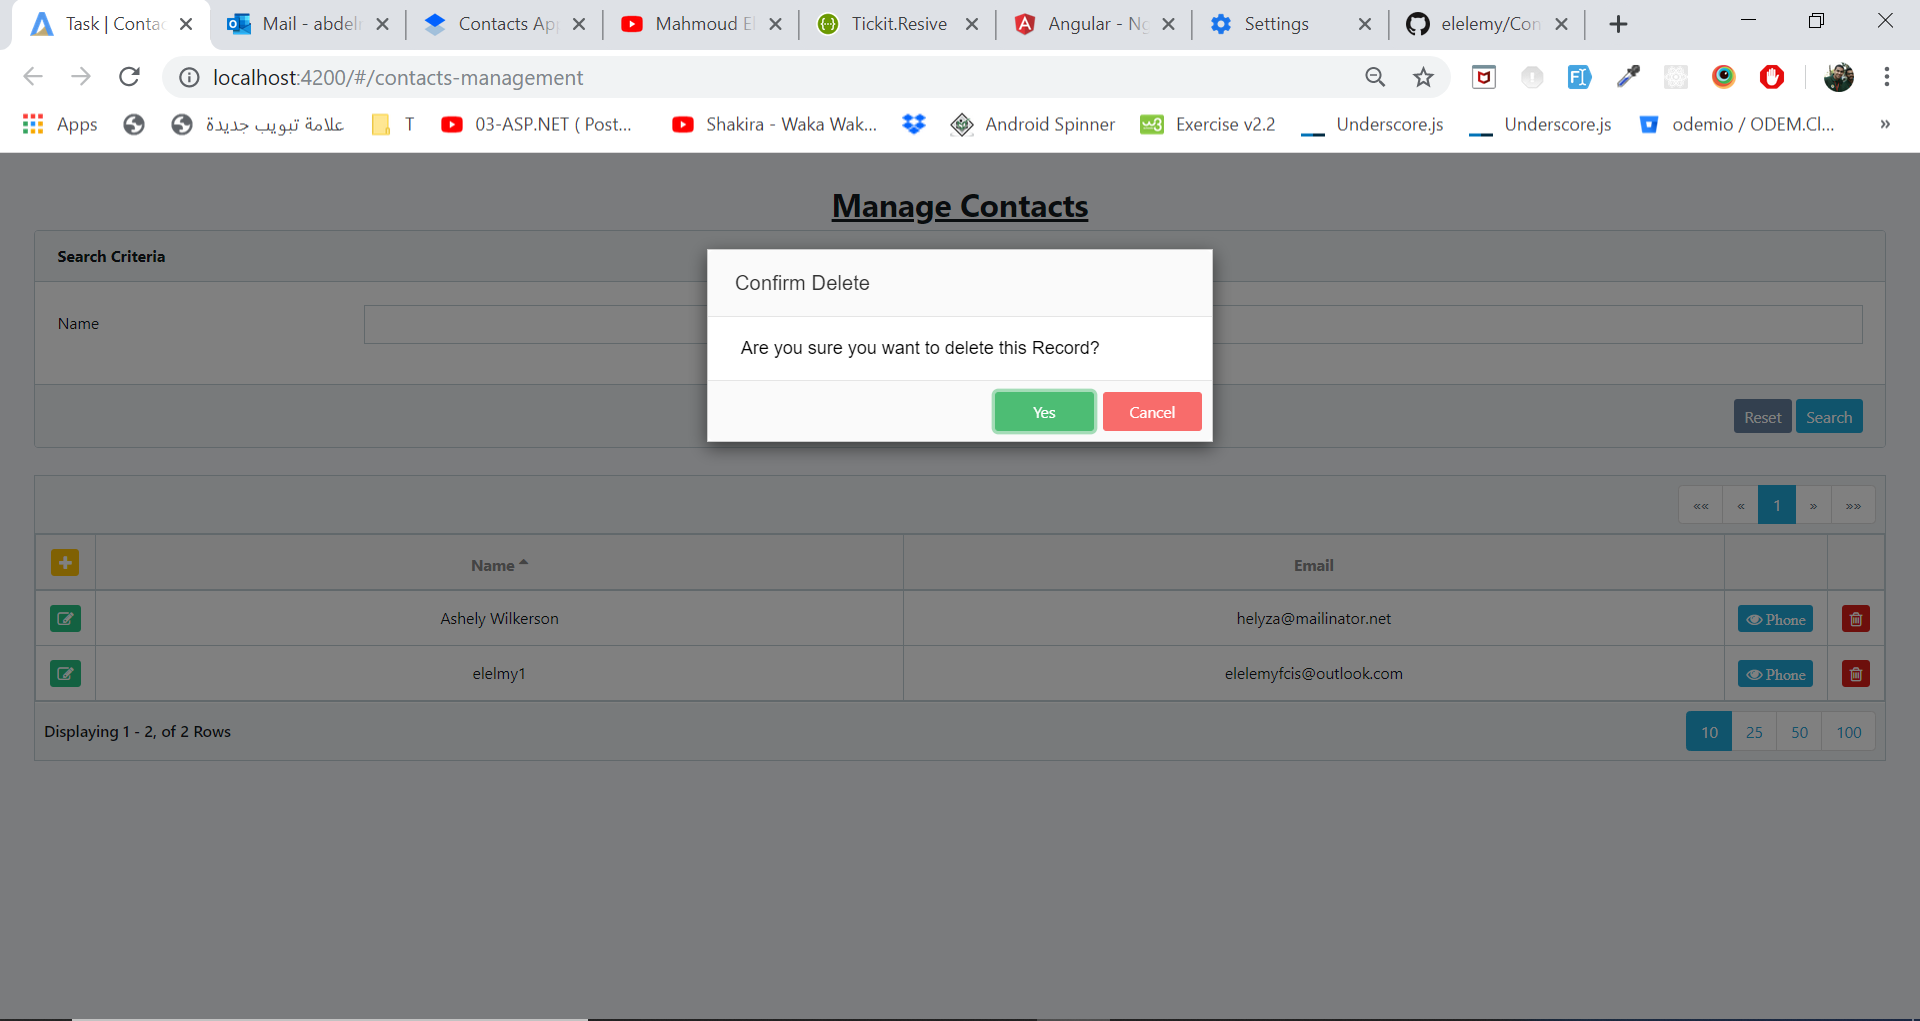 Task | Contac
Mail - abdelr
Contacts Ap
Mahmoud El
Tickit.Resive
Angular - Ng
Settings
elelemy/Con
localhost:4200/#/contacts-management
Apps
علامة تبويب جديدة
T
03-ASP.NET ( Post...
Shakira - Waka Wak...
Android Spinner
Exercise v2.2
Underscore.js
Underscore.js
odemio / ODEM.Cl...
»
Manage Contacts
Search Criteria
Name
Confirm Delete
Are you sure you want to delete this Record?
Yes Cancel
Reset Search
«« « 1 » »»
Name Email
Ashely Wilkerson helyza@mailinator.net Phone
elelmy1 elelemyfcis@outlook.com Phone
Displaying 1 - 2, of 2 Rows
10 25 50 100